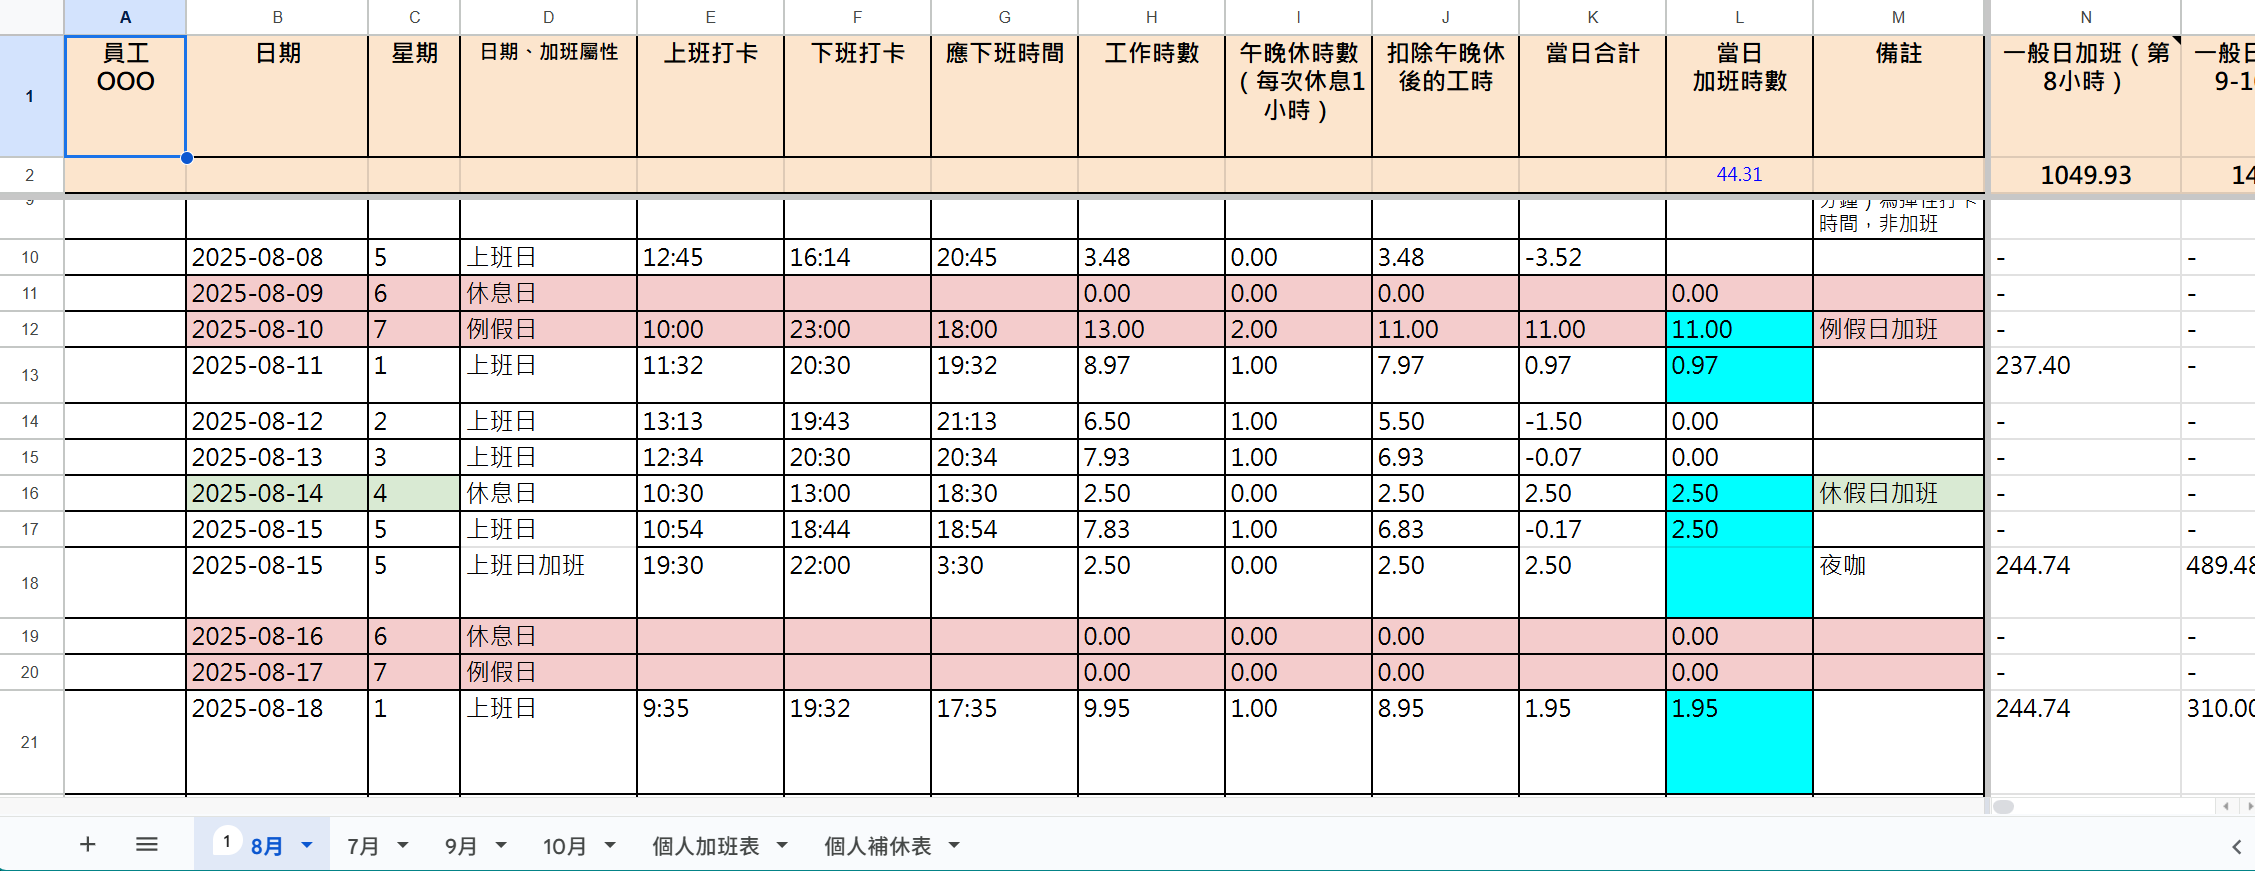 A B C D E F G H I J K L M N
1 員工 日期 星期 日期、加班屬性 上班打卡 下班打卡 應下班時間 工作時數 午晚休時數 扣除午晚休 當日合計 當日 備註 一般日加班（第 一般日
OOO （每次休息1 後的工時 加班時數 8小時） 9-1
小時）
2 44.31 1049.93 14
9 分鐘）為彈性打卡
時間，非加班
10 2025-08-08 5 上班日 12:45 16:14 20:45 3.48 0.00 3.48 -3.52 - -
11 2025-08-09 6 休息日 0.00 0.00 0.00 0.00 - -
12 2025-08-10 7 例假日 10:00 23:00 18:00 13.00 2.00 11.00 11.00 11.00 例假日加班 - -
13 2025-08-11 1 上班日 11:32 20:30 19:32 8.97 1.00 7.97 0.97 0.97 237.40 -
14 2025-08-12 2 上班日 13:13 19:43 21:13 6.50 1.00 5.50 -1.50 0.00 - -
15 2025-08-13 3 上班日 12:34 20:30 20:34 7.93 1.00 6.93 -0.07 0.00 - -
16 2025-08-14 4 休息日 10:30 13:00 18:30 2.50 0.00 2.50 2.50 2.50 休假日加班 - -
17 2025-08-15 5 上班日 10:54 18:44 18:54 7.83 1.00 6.83 -0.17 2.50 - -
18 2025-08-15 5 上班日加班 19:30 22:00 3:30 2.50 0.00 2.50 2.50 夜咖 244.74 489.48
19 2025-08-16 6 休息日 0.00 0.00 0.00 0.00 - -
20 2025-08-17 7 例假日 0.00 0.00 0.00 0.00 - -
21 2025-08-18 1 上班日 9:35 19:32 17:35 9.95 1.00 8.95 1.95 1.95 244.74 310.00
1 8月 7月 9月 10月 個人加班表 個人補休表